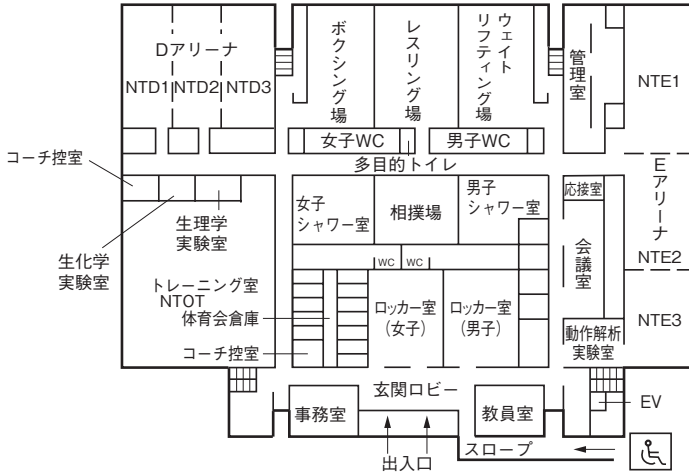 Dアリーナ
NTD1
NTD2
NTD3
ボクシング場
レスリング場
ウェイト
リフティング場
管理室
NTE1
女子WC
男子WC
コーチ控室
多目的トイレ
Eアリーナ
生理学
実験室
女子
シャワー室
相撲場
男子
シャワー室
応接室
生化学
実験室
会議室
NTE2
WC
WC
トレーニング室
NTOT
体育会倉庫
ロッカー室
(女子)
ロッカー室
(男子)
NTE3
動作解析
実験室
コーチ控室
玄関ロビー
事務室
教員室
EV
スロープ
出入口